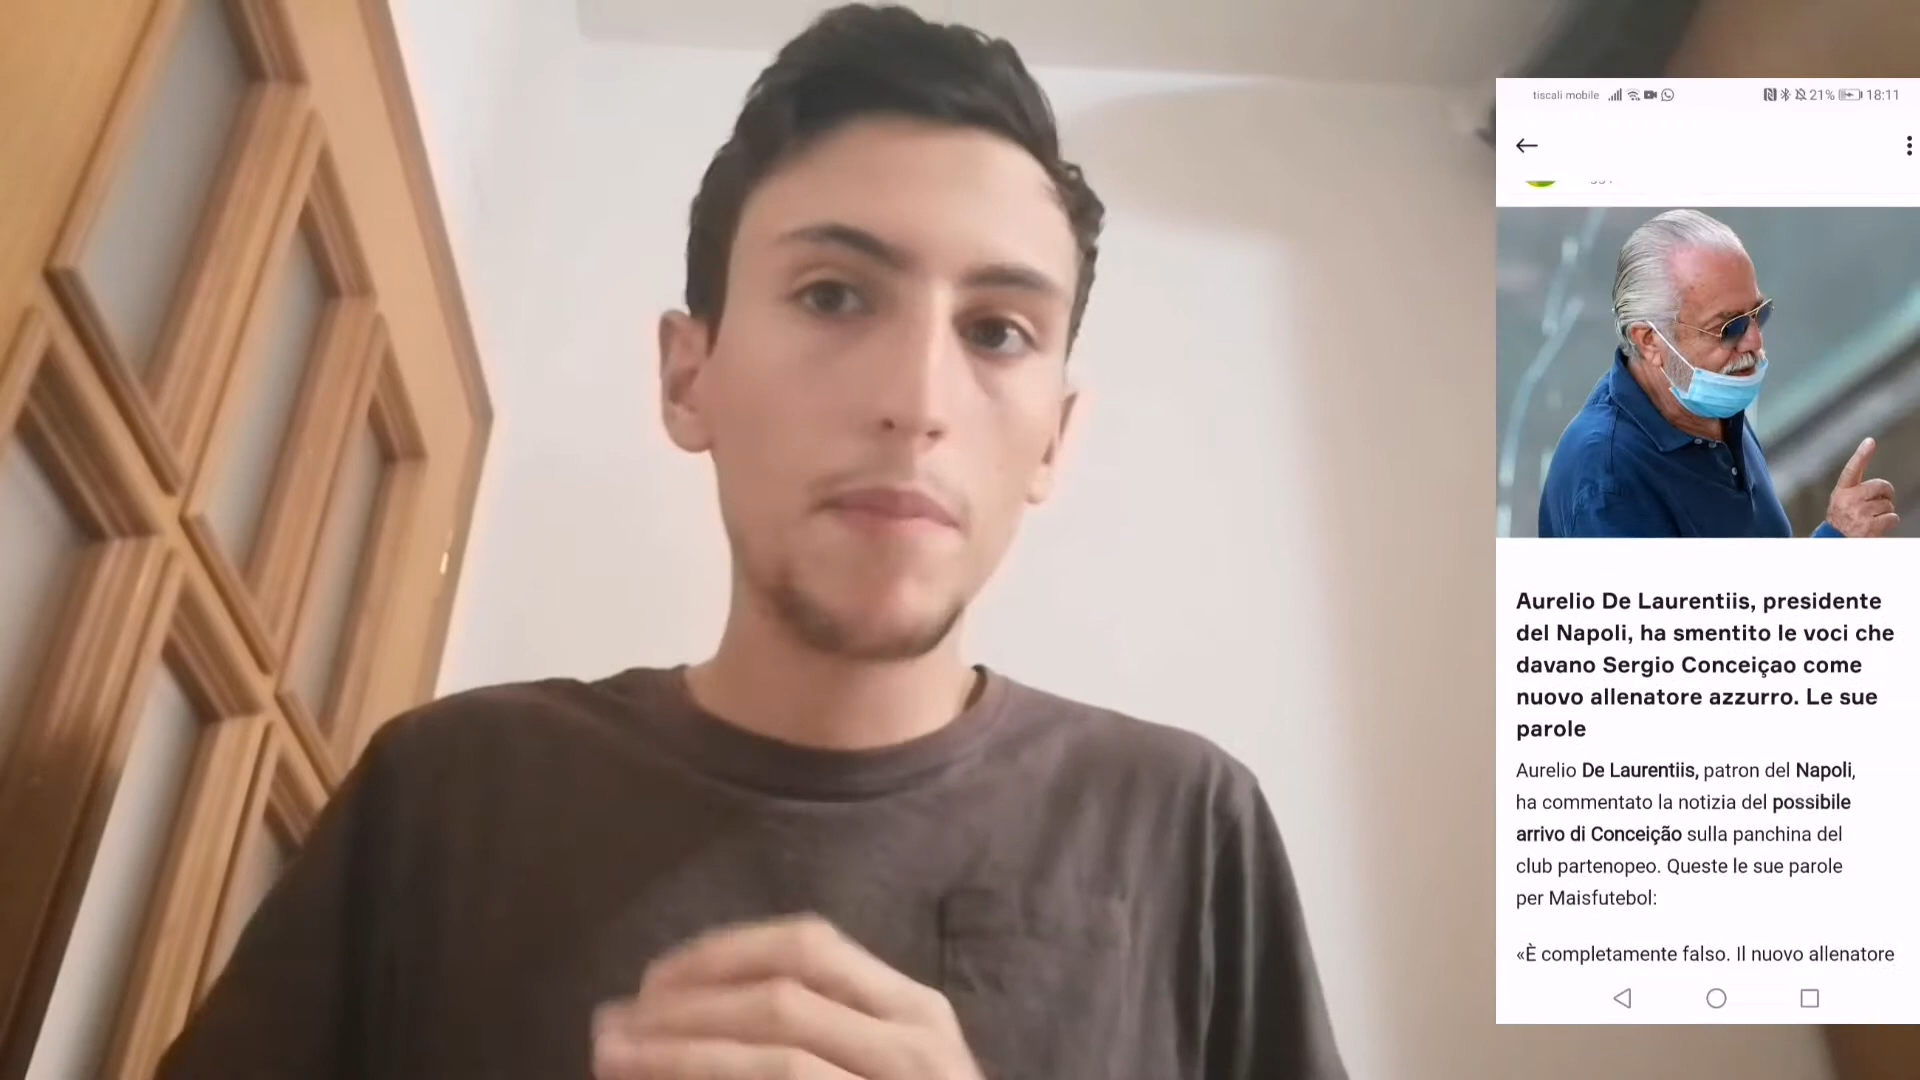 tiscali mobile 21% 18:11
Aurelio De Laurentiis, presidente
del Napoli, ha smentito le voci che
davano Sergio Conceiçao come
nuovo allenatore azzurro. Le sue
parole
Aurelio De Laurentiis, patron del Napoli,
ha commentato la notizia del possibile
arrivo di Conceição sulla panchina del
club partenopeo. Queste le sue parole
per Maisfutebol:
«È completamente falso. Il nuovo allenatore